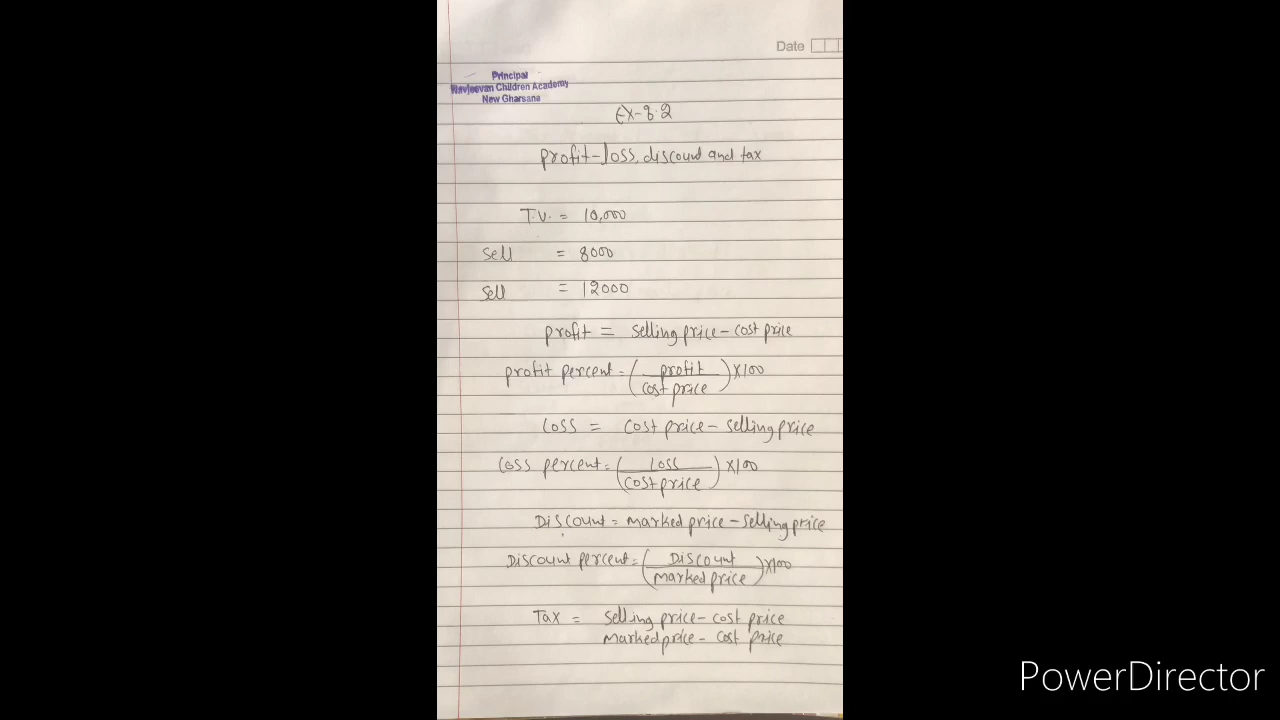 Date
Principal
Navjeevan Children Academy
New Gharsana
EX-8.2
profit-loss, discount and tax
T.V. = 10,000
Sell = 8000
Sell = 12000
profit = selling price - cost price
profit percent = (profit/cost price) × 100
Loss = cost price - selling price
Loss percent = (Loss/cost price) × 100
Discount = marked price - selling price
Discount percent = (Discount/marked price) × 100
Tax = selling price - cost price
marked price - cost price
PowerDirector